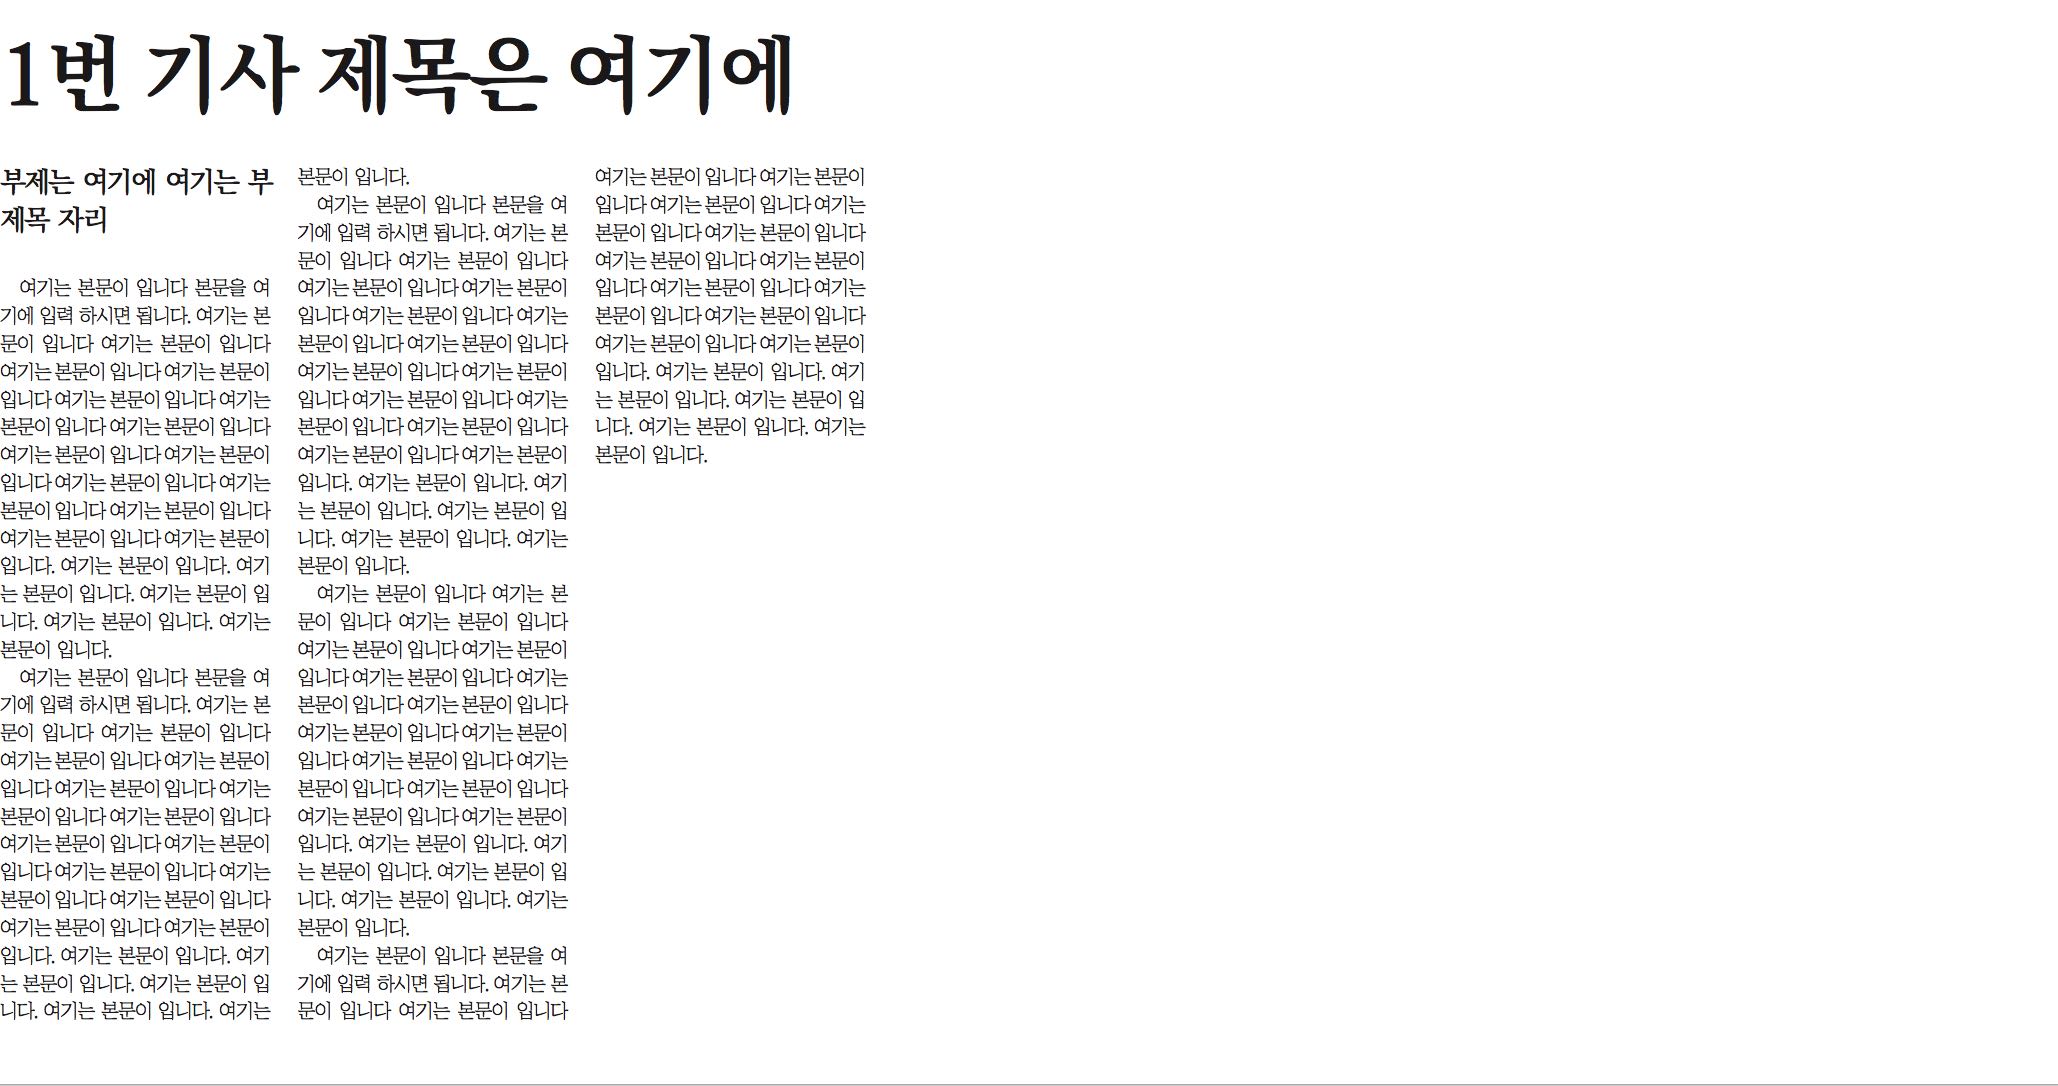 1번 기사 제목은 여기에
부제는 여기에 여기는 부
제목 자리
여기는 본문이 입니다 본문을 여
기에 입력 하시면 됩니다. 여기는 본
문이 입니다 여기는 본문이 입니다
여기는 본문이 입니다 여기는 본문이
입니다 여기는 본문이 입니다 여기는
본문이 입니다 여기는 본문이 입니다
여기는 본문이 입니다 여기는 본문이
입니다 여기는 본문이 입니다 여기는
본문이 입니다 여기는 본문이 입니다
여기는 본문이 입니다 여기는 본문이
입니다. 여기는 본문이 입니다. 여기
는 본문이 입니다. 여기는 본문이 입
니다. 여기는 본문이 입니다. 여기는
본문이 입니다.
여기는 본문이 입니다 본문을 여
기에 입력 하시면 됩니다. 여기는 본
문이 입니다 여기는 본문이 입니다
여기는 본문이 입니다 여기는 본문이
입니다 여기는 본문이 입니다 여기는
본문이 입니다 여기는 본문이 입니다
여기는 본문이 입니다 여기는 본문이
입니다 여기는 본문이 입니다 여기는
본문이 입니다 여기는 본문이 입니다
여기는 본문이 입니다 여기는 본문이
입니다. 여기는 본문이 입니다. 여기
는 본문이 입니다. 여기는 본문이 입
니다. 여기는 본문이 입니다. 여기는
본문이 입니다.
여기는 본문이 입니다 본문을 여
기에 입력 하시면 됩니다. 여기는 본
문이 입니다 여기는 본문이 입니다
여기는 본문이 입니다 여기는 본문이
입니다 여기는 본문이 입니다 여기는
본문이 입니다 여기는 본문이 입니다
여기는 본문이 입니다 여기는 본문이
입니다 여기는 본문이 입니다 여기는
본문이 입니다 여기는 본문이 입니다
여기는 본문이 입니다 여기는 본문이
입니다. 여기는 본문이 입니다. 여기
는 본문이 입니다. 여기는 본문이 입
니다. 여기는 본문이 입니다. 여기는
본문이 입니다.
여기는 본문이 입니다 여기는 본
문이 입니다 여기는 본문이 입니다
여기는 본문이 입니다 여기는 본문이
입니다 여기는 본문이 입니다 여기는
본문이 입니다 여기는 본문이 입니다
여기는 본문이 입니다 여기는 본문이
입니다 여기는 본문이 입니다 여기는
본문이 입니다 여기는 본문이 입니다
여기는 본문이 입니다 여기는 본문이
입니다. 여기는 본문이 입니다. 여기
는 본문이 입니다. 여기는 본문이 입
니다. 여기는 본문이 입니다. 여기는
본문이 입니다.
여기는 본문이 입니다 본문을 여
기에 입력 하시면 됩니다. 여기는 본
문이 입니다 여기는 본문이 입니다
여기는 본문이 입니다 여기는 본문이
입니다 여기는 본문이 입니다 여기는
본문이 입니다 여기는 본문이 입니다
여기는 본문이 입니다 여기는 본문이
입니다 여기는 본문이 입니다 여기는
본문이 입니다 여기는 본문이 입니다
여기는 본문이 입니다 여기는 본문이
입니다. 여기는 본문이 입니다. 여기
는 본문이 입니다. 여기는 본문이 입
니다. 여기는 본문이 입니다. 여기는
본문이 입니다.